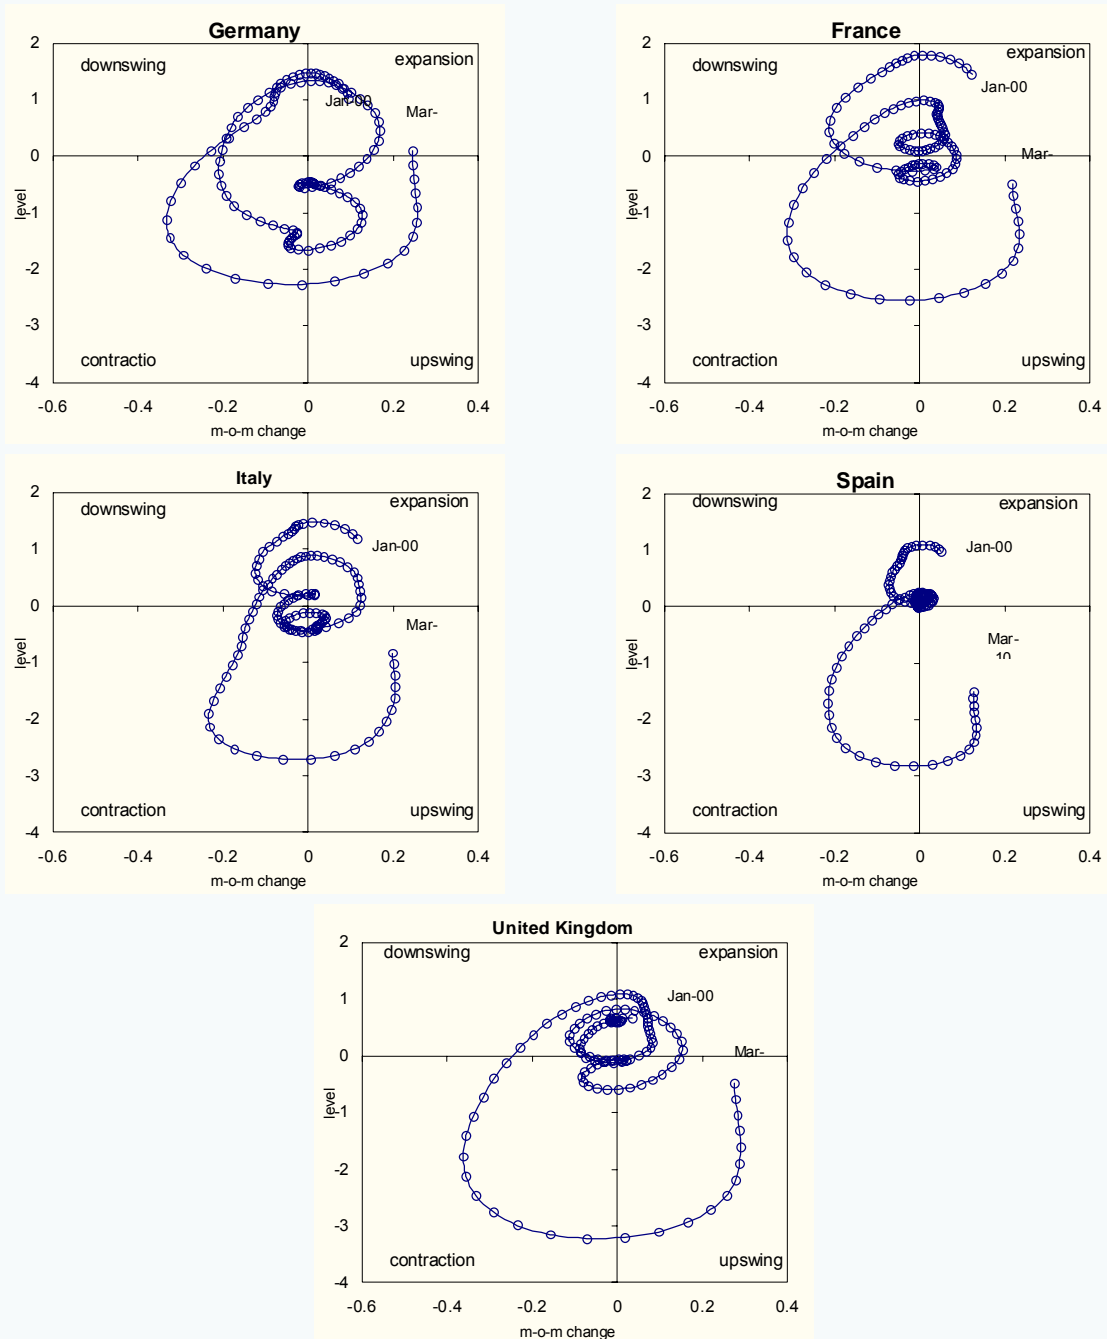 Germany
2
downswing
expansion
1
Jan-00
Mar-
0
level
-1
-2
-3
contractio
upswing
-4
-0.6
-0.4
-0.2
0
0.2
0.4
m-o-m change
France
2
downswing
expansion
1
Jan-00
0
Mar-
level
-1
-2
-3
contraction
upswing
-4
-0.6
-0.4
-0.2
0
0.2
0.4
m-o-m change
Italy
2
downswing
expansion
1
Jan-00
0
Mar-
level
-1
-2
-3
contraction
upswing
-4
-0.6
-0.4
-0.2
0
0.2
0.4
m-o-m change
Spain
2
downswing
expansion
1
Jan-00
0
Mar-
10
level
-1
-2
-3
contraction
upswing
-4
-0.6
-0.4
-0.2
0
0.2
0.4
m-o-m change
United Kingdom
2
downswing
expansion
1
Jan-00
0
Mar-
level
-1
-2
-3
contraction
upswing
-4
-0.6
-0.4
-0.2
0
0.2
0.4
m-o-m change